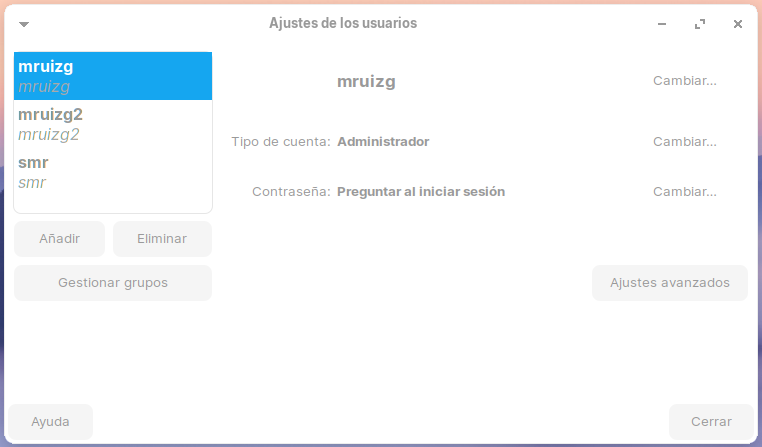 Ajustes de los usuarios
mruizg
mruizg
mruizg2
mruizg2
smr
smr
Añadir
Eliminar
Gestionar grupos
mruizg
Cambiar...
Tipo de cuenta: Administrador
Cambiar...
Contraseña: Preguntar al iniciar sesión
Cambiar...
Ajustes avanzados
Ayuda
Cerrar